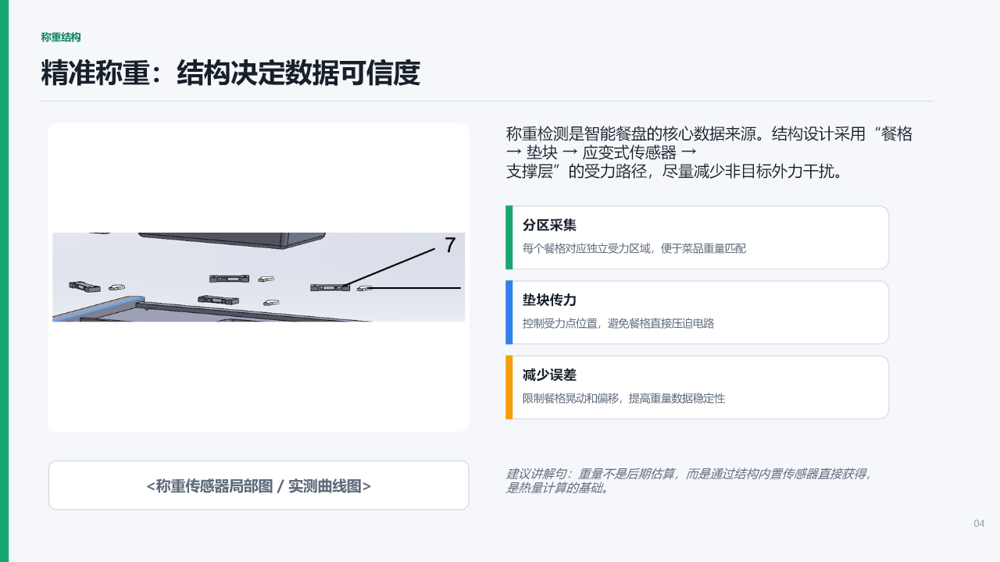 称重结构
精准称重：结构决定数据可信度
7
称重检测是智能餐盘的核心数据来源。结构设计采用“餐格
→ 垫块 → 应变式传感器 →
支撑层”的受力路径，尽量减少非目标外力干扰。
分区采集
每个餐格对应独立受力区域，便于菜品重量匹配
垫块传力
控制受力点位置，避免餐格直接压迫电路
减少误差
限制餐格晃动和偏移，提高重量数据稳定性
<称重传感器局部图 / 实测曲线图>
建议讲解句：重量不是后期估算，而是通过结构内置传感器直接获得，
是热量计算的基础。
04